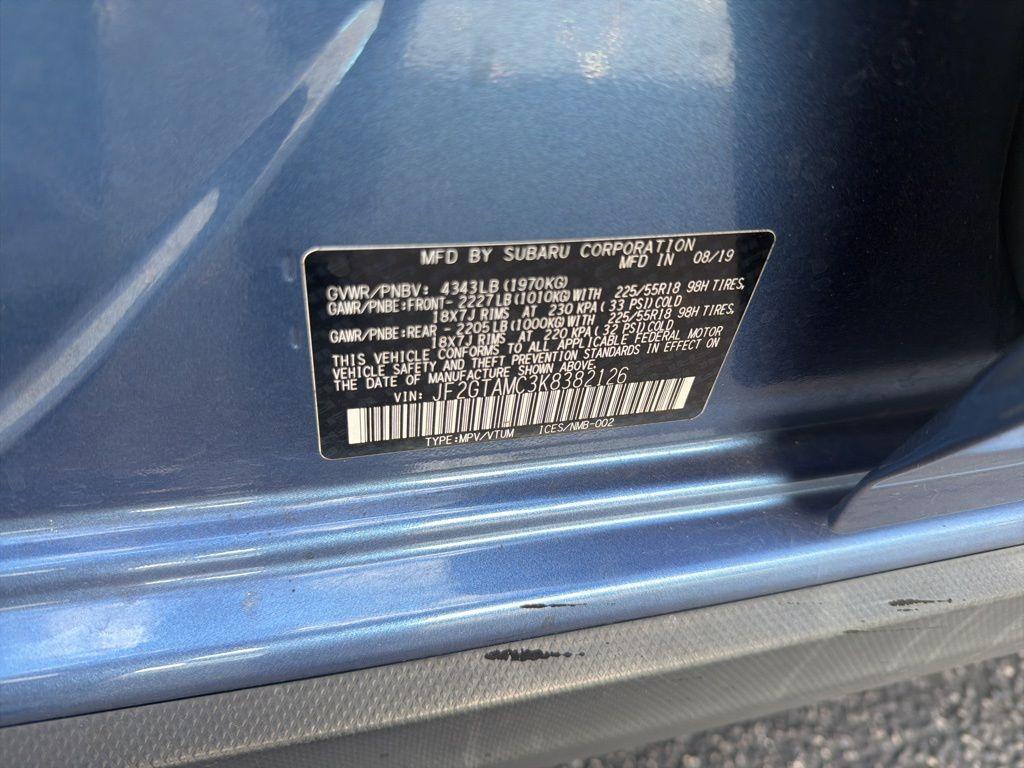 MFD BY SUBARU CORPORATION
MFD IN 08/19
GVWR/PNBV: 4343LB(1970KG)
GAWR/PNBE:FRONT-2227LB(1010KG)WITH 225/55R18 98H TIRES,
18X7J RIMS AT 230 KPA(33 PSI)COLD
GAWR/PNBE:REAR -2205LB(1000KG)WITH 225/55R18 98H TIRES,
18X7J RIMS AT 220 KPA(32 PSI)COLD
THIS VEHICLE CONFORMS TO ALL APPLICABLE FEDERAL MOTOR
VEHICLE SAFETY AND THEFT PREVENTION STANDARDS IN EFFECT ON
THE DATE OF MANUFACTURE SHOWN ABOVE.
VIN: JF2GTAMC3K8382126
TYPE:MPV/VTUM ICES/NMB-002